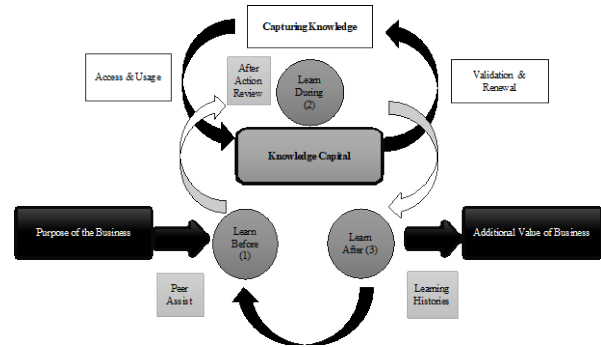 Capturing Knowledge
Access & Usage
After
Action
Review
Learn
During
(2)
Validation &
Renewal
Knowledge Capital
Purpose of the Business
Learn
Before
(1)
Learn
After (3)
Additional Value of Business
Peer
Assist
Learning
Histories